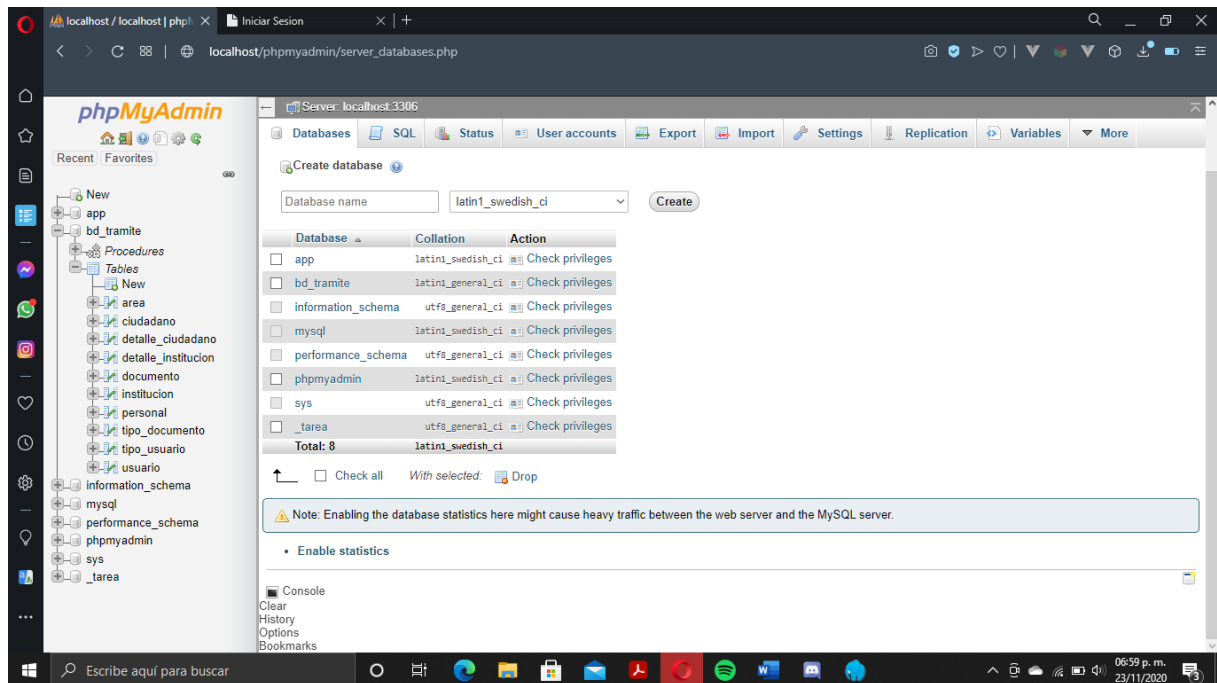 localhost / localhost | phpM
Iniciar Sesion
localhost/phpmyadmin/server_databases.php
phpMyAdmin
Recent Favorites
New
app
bd_tramite
Procedures
Tables
New
area
ciudadano
detalle_ciudadano
detalle_institucion
documento
institucion
personal
tipo_documento
tipo_usuario
usuario
information_schema
mysql
performance_schema
phpmyadmin
sys
_tarea
Server: localhost:3306
Databases SQL Status User accounts Export Import Settings Replication Variables More
Create database
Database name latin1_swedish_ci Create
Database Collation Action
app latin1_swedish_ci Check privileges
bd_tramite latin1_general_ci Check privileges
information_schema utf8_general_ci Check privileges
mysql latin1_swedish_ci Check privileges
performance_schema utf8_general_ci Check privileges
phpmyadmin latin1_swedish_ci Check privileges
sys utf8_general_ci Check privileges
_tarea utf8_general_ci Check privileges
Total: 8 latin1_swedish_ci
Check all With selected: Drop
Note: Enabling the database statistics here might cause heavy traffic between the web server and the MySQL server.
• Enable statistics
Console
Clear
History
Options
Bookmarks
Escribe aquí para buscar
06:59 p. m.
23/11/2020
3